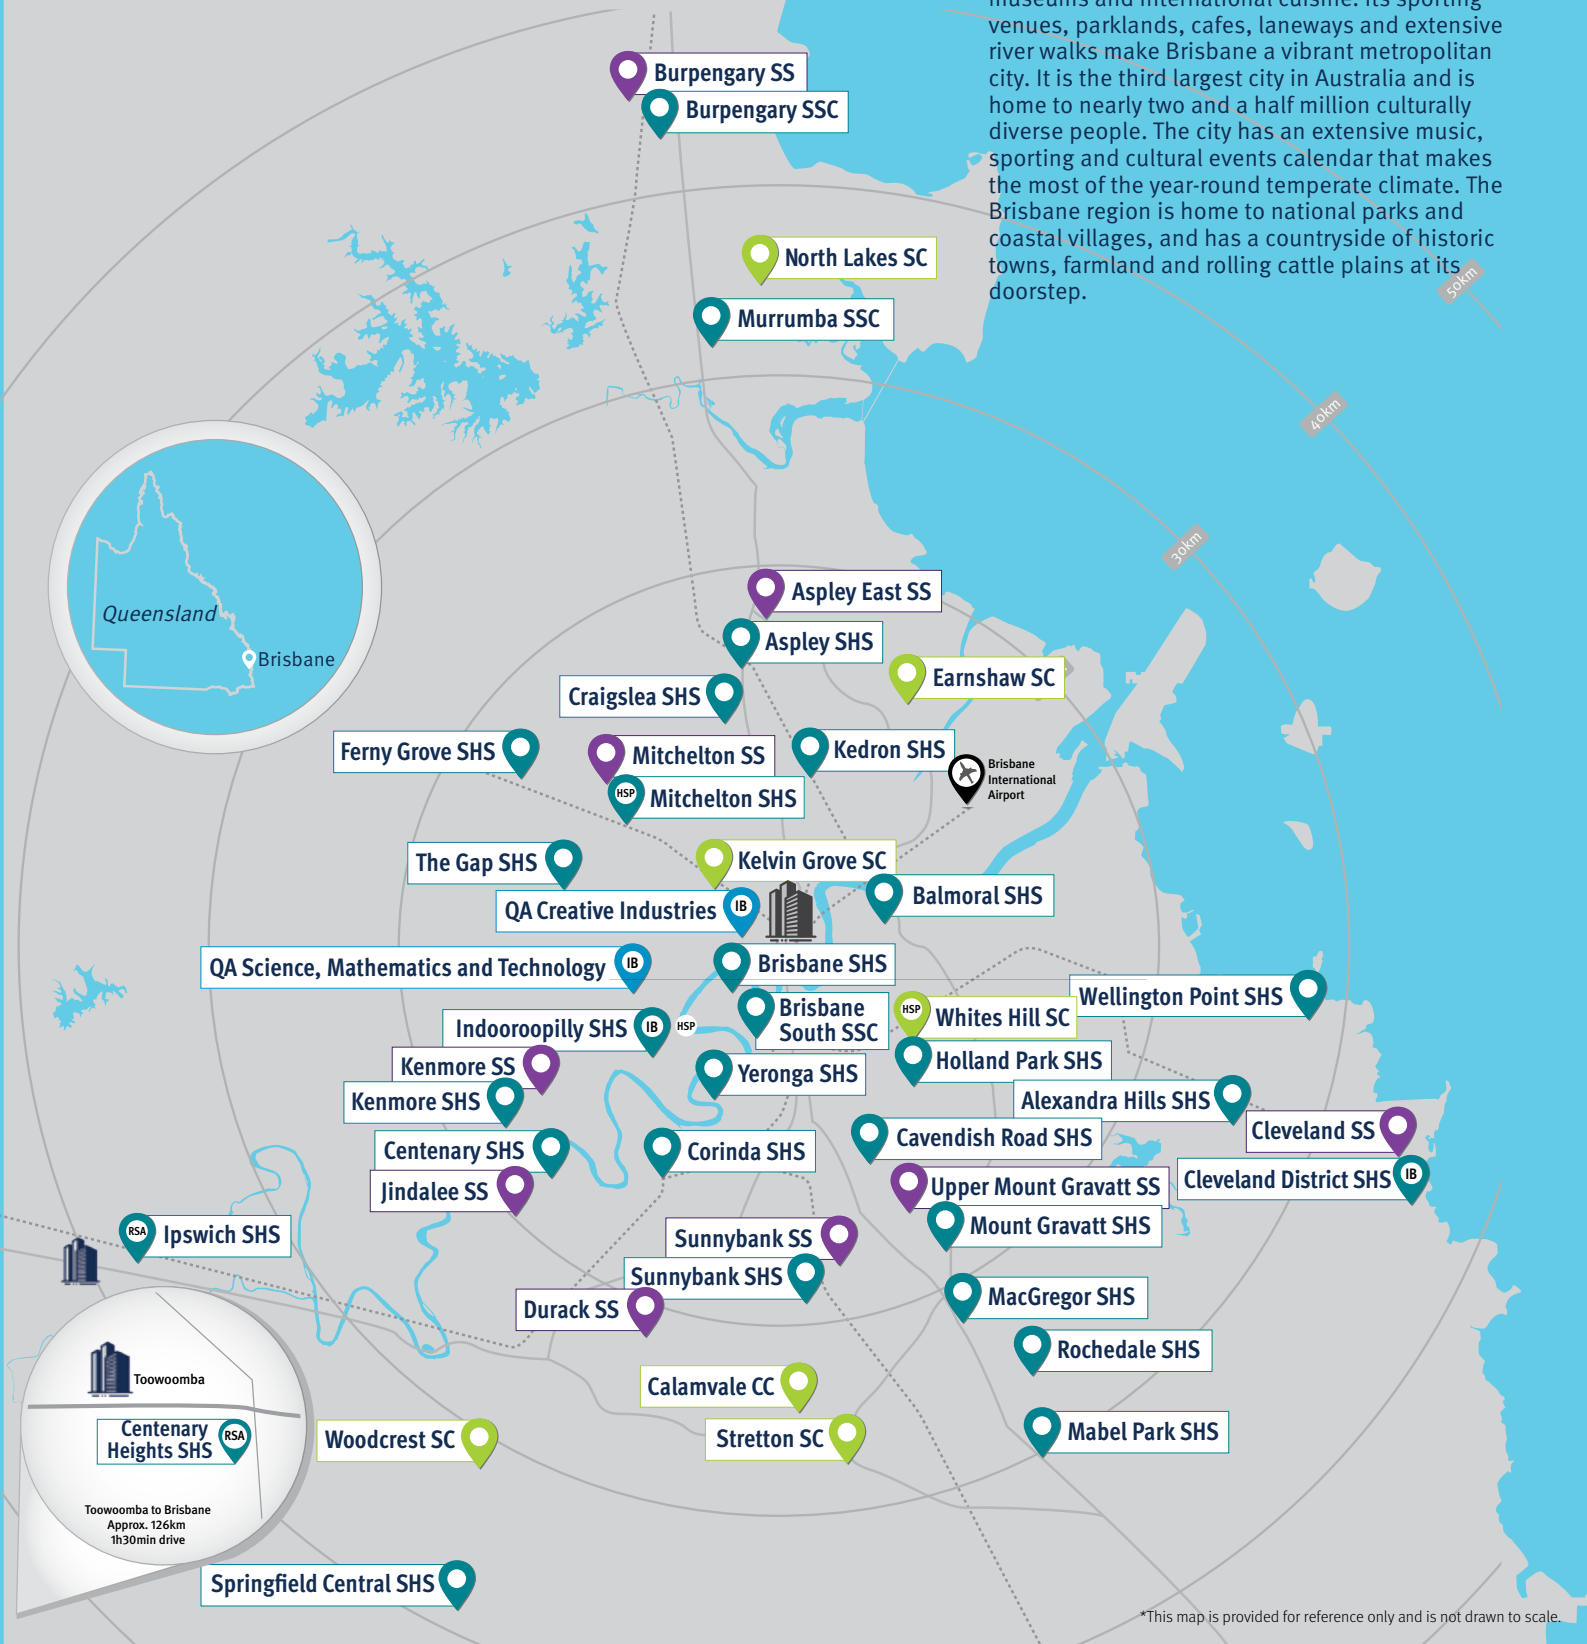 museums and international cuisine. Its sporting
venues, parklands, cafes, laneways and extensive
river walks make Brisbane a vibrant metropolitan
city. It is the third largest city in Australia and is
home to nearly two and a half million culturally
diverse people. The city has an extensive music,
sporting and cultural events calendar that makes
the most of the year-round temperate climate. The
Brisbane region is home to national parks and
coastal villages, and has a countryside of historic
towns, farmland and rolling cattle plains at its
doorstep.
Burpengary SS
Burpengary SSC
North Lakes SC
50km
Murrumba SSC
40km
30km
Queensland
Brisbane
Aspley East SS
Aspley SHS
Earnshaw SC
Craigslea SHS
Ferny Grove SHS
Mitchelton SS
Kedron SHS
Brisbane
International
Airport
HSP
Mitchelton SHS
The Gap SHS
Kelvin Grove SC
Balmoral SHS
QA Creative Industries
IB
Brisbane SHS
QA Science, Mathematics and Technology
IB
Wellington Point SHS
Brisbane
South SSC
HSP
Whites Hill SC
Indooroopilly SHS
IB
HSP
Holland Park SHS
Kenmore SS
Yeronga SHS
Kenmore SHS
Alexandra Hills SHS
Cleveland SS
Cavendish Road SHS
Centenary SHS
Corinda SHS
Cleveland District SHS
IB
Jindalee SS
Upper Mount Gravatt SS
Mount Gravatt SHS
RSA
Ipswich SHS
Sunnybank SS
Sunnybank SHS
MacGregor SHS
Durack SS
Rochedale SHS
Toowoomba
Calamvale CC
Centenary
Heights SHS
RSA
Woodcrest SC
Stretton SC
Mabel Park SHS
Toowoomba to Brisbane
Approx. 126km
1h30min drive
Springfield Central SHS
*This map is provided for reference only and is not drawn to scale.